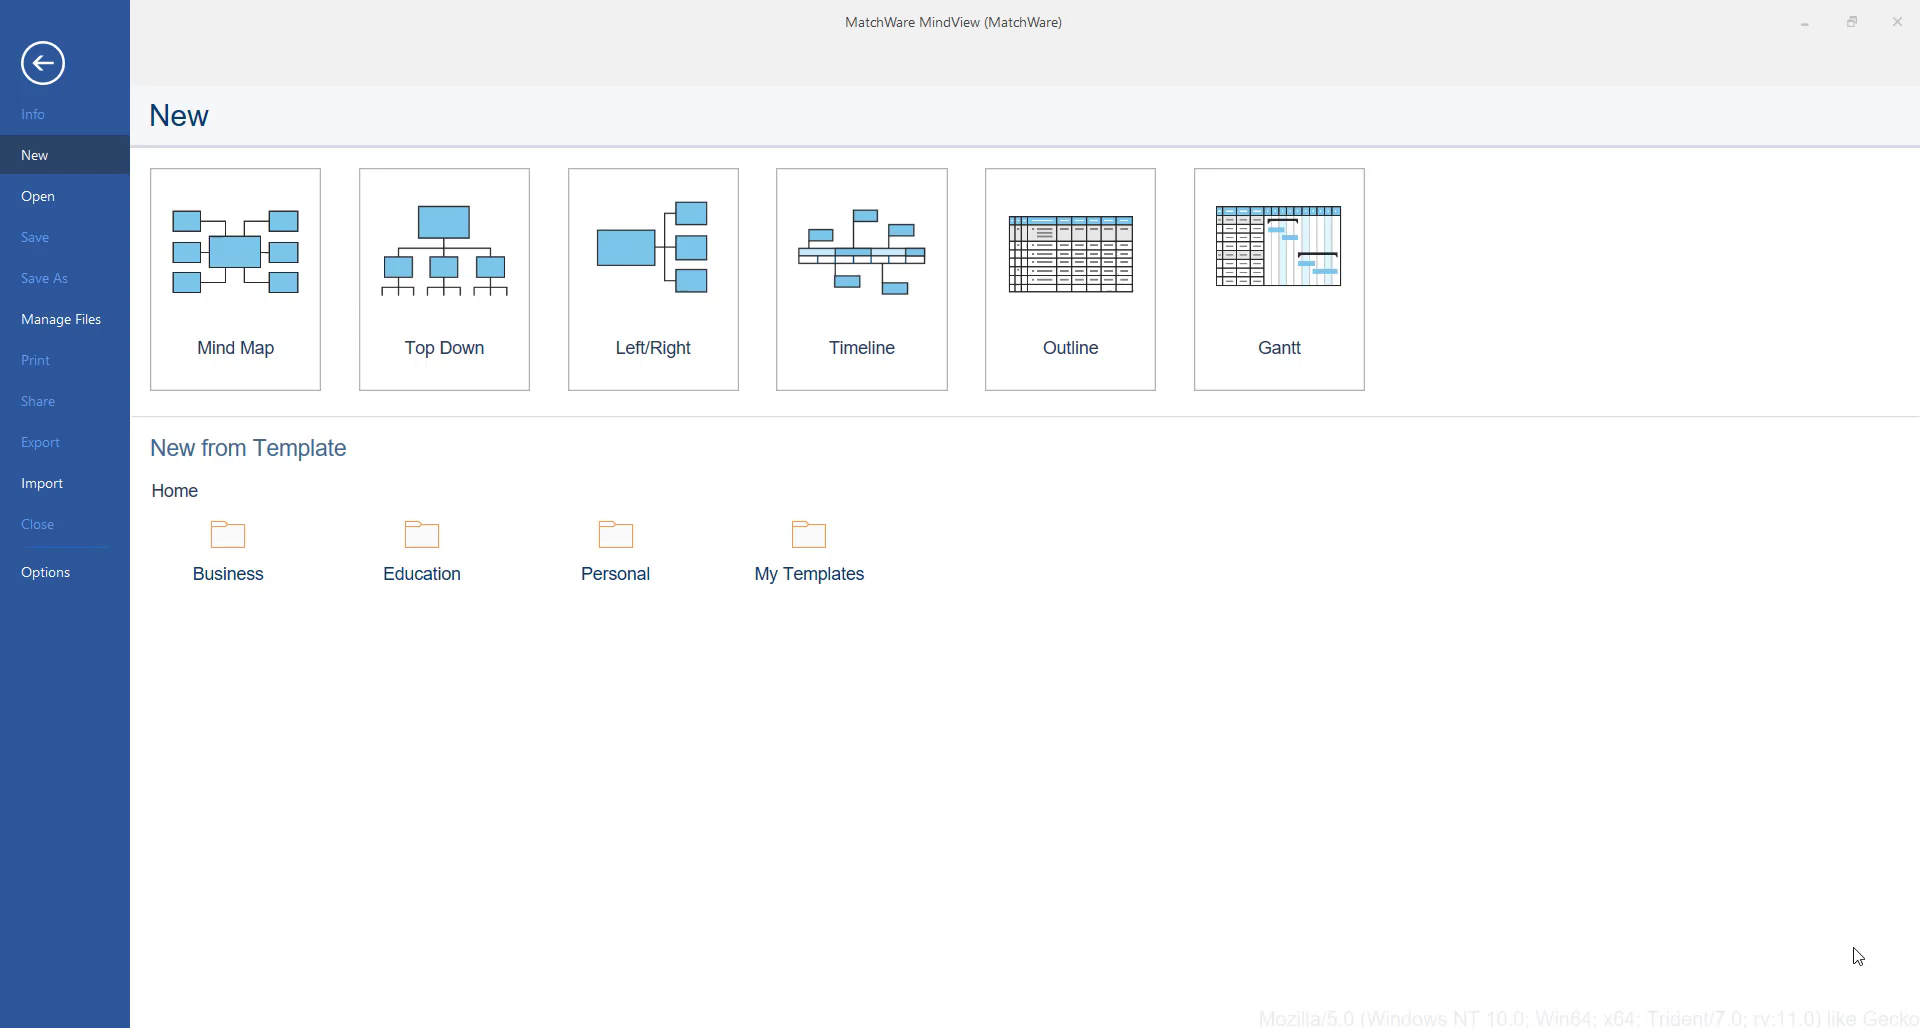 MatchWare MindView (MatchWare)
Info
New
Open
Save
Save As
Manage Files
Print
Share
Export
Import
Close
Options
New
Mind Map
Top Down
Left/Right
Timeline
Outline
Gantt
New from Template
Home
Business
Education
Personal
My Templates
Mozilla/5.0 (Windows NT 10.0; Win64; x64; Trident/7.0; rv:11.0) like Gecko